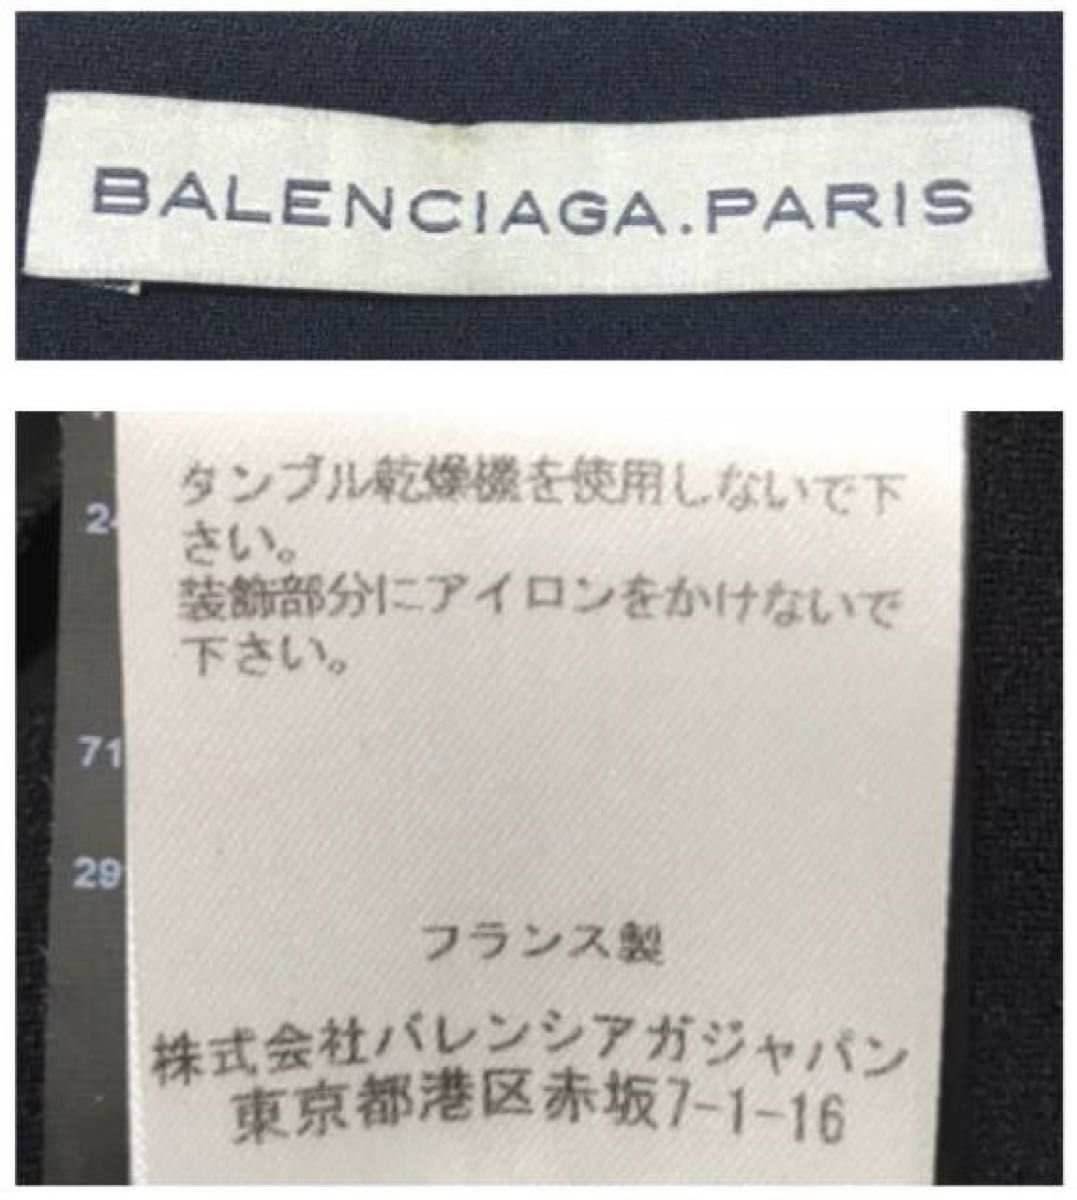 BALENCIAGA.PARIS
タンブル乾燥機を使用しないで下
さい。
装飾部分にアイロンをかけないで
下さい。
71
29
フランス製
株式会社バレンシアガジャパン
東京都港区赤坂7-1-16